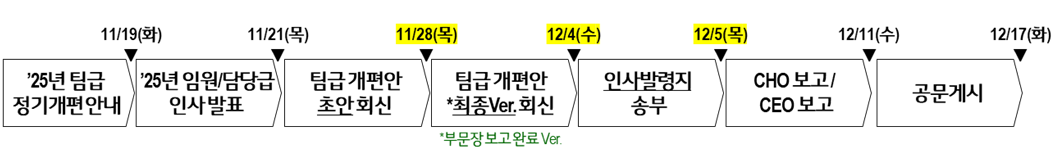 11/19(화)
11/21(목)
11/28(목)
12/4(수)
12/5(목)
12/11(수)
12/17(화)
'25년 팀급
정기개편 안내
'25년 임원/담당급
인사 발표
팀급 개편안
초안 회신
팀급 개편안
*최종Ver. 회신
인사발령지
송부
CHO 보고 /
CEO 보고
공문게시
*부문장 보고 완료 Ver.